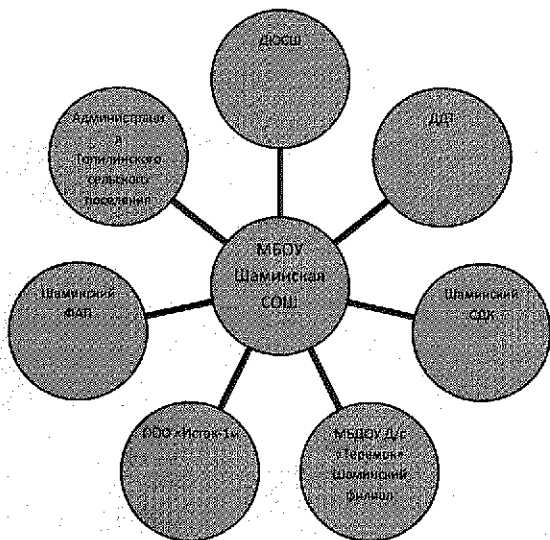 ДЮСШ
ДДТ
Шаминский
СДК
МБДОУ Д/с
«Теремок»
Шаминский
филиал
ООО «Исток-1»
Шаминский
ФАП
Администраци
я
Топилинского
сельского
поселения
МБОУ
Шаминская
СОШ